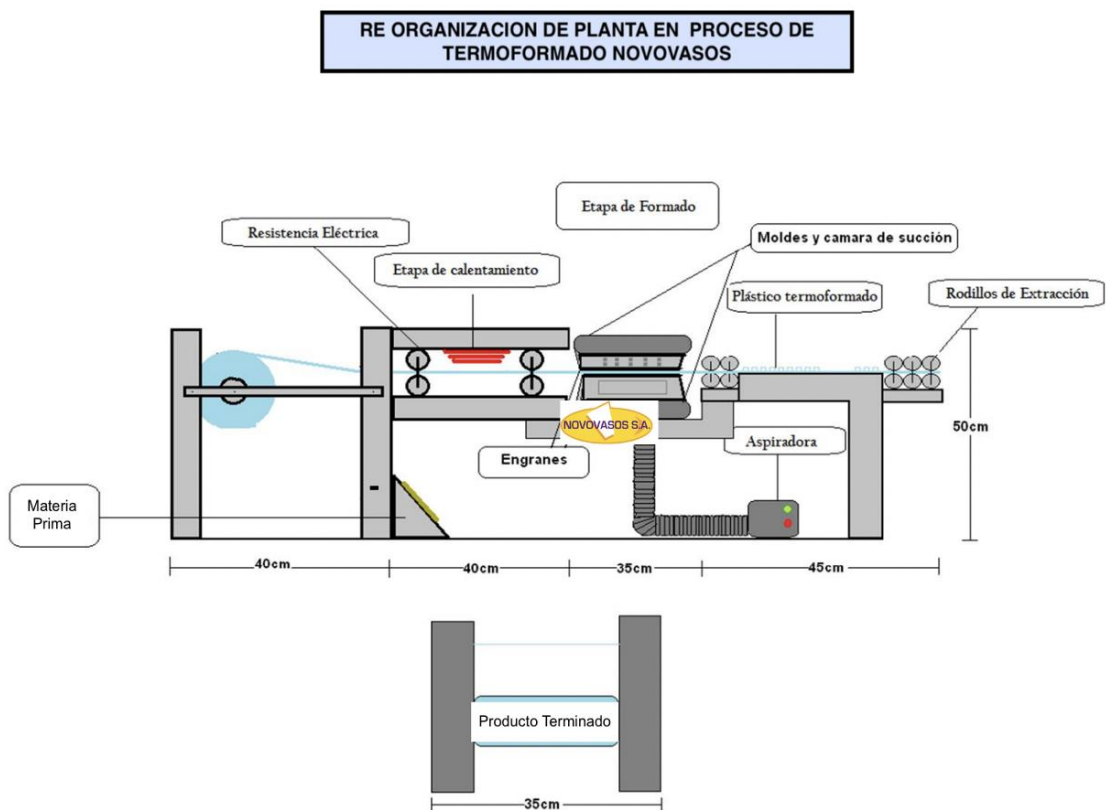 RE ORGANIZACION DE PLANTA EN PROCESO DE
TERMOFORMADO NOVOVASOS
Etapa de Formado
Resistencia Eléctrica
Moldes y camara de succión
Etapa de calentamiento
Plástico termoformado
Rodillos de Extracción
NOVOVASOS S.A.
50cm
Engranes
Aspiradora
Materia
Prima
40cm
40cm
35cm
45cm
Producto Terminado
35cm